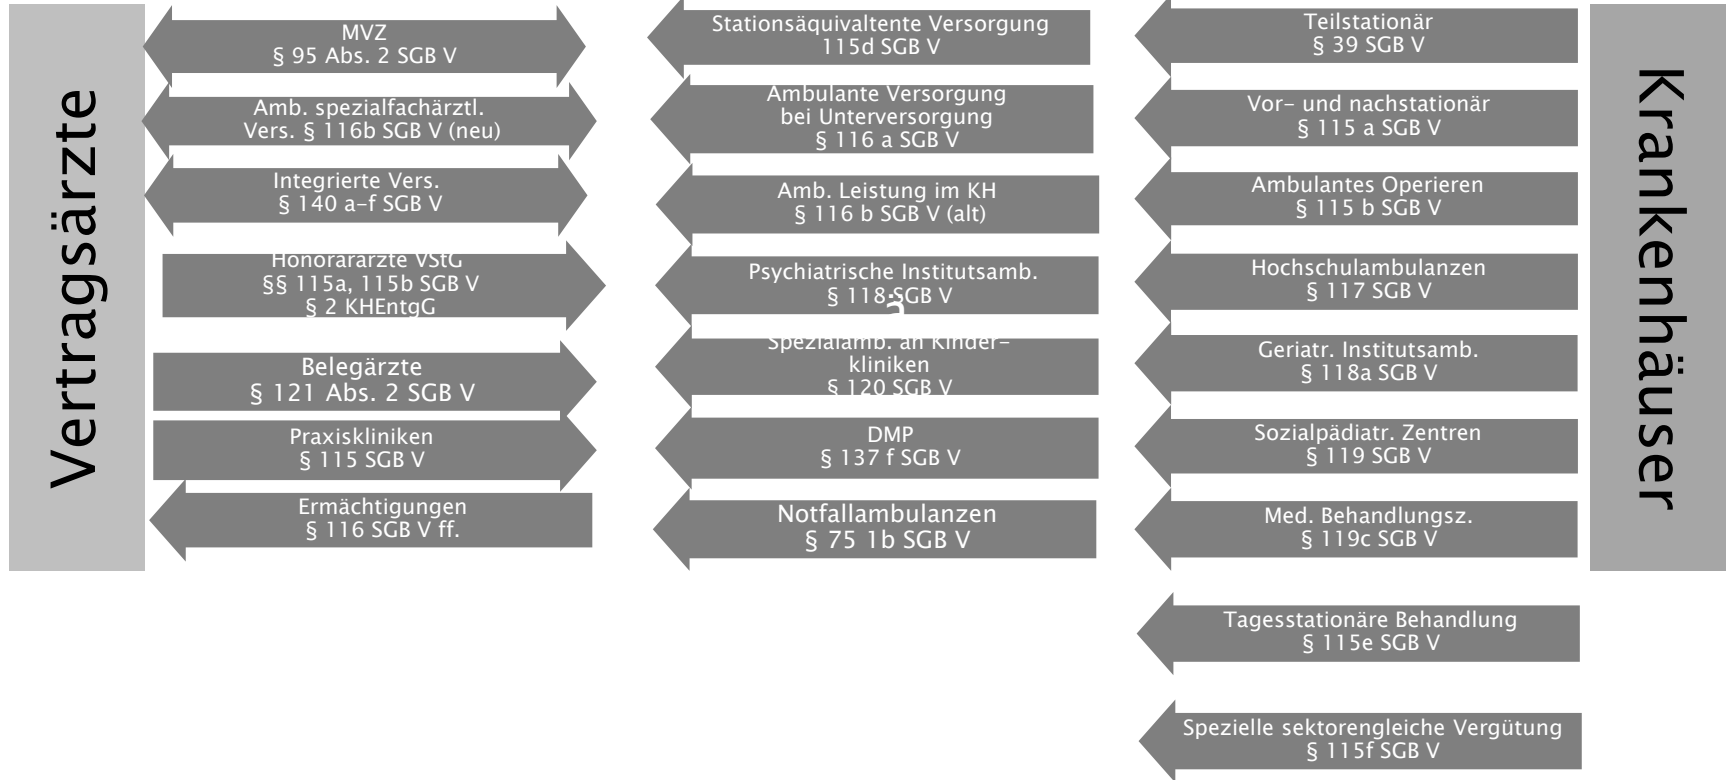 Vertragsärzte
MVZ
§ 95 Abs. 2 SGB V
Amb. spezialfachärztl.
Vers. § 116b SGB V (neu)
Integrierte Vers.
§ 140 a-f SGB V
Honorarärzte VStG
§§ 115a, 115b SGB V
§ 2 KHEntgG
Belegärzte
§ 121 Abs. 2 SGB V
Praxiskliniken
§ 115 SGB V
Ermächtigungen
§ 116 SGB V ff.
Stationsäquivaltente Versorgung
115d SGB V
Ambulante Versorgung
bei Unterversorgung
§ 116 a SGB V
Amb. Leistung im KH
§ 116 b SGB V (alt)
Psychiatrische Institutsamb.
§ 118 SGB V
Spezialamb. an Kinder-
kliniken
§ 120 SGB V
DMP
§ 137 f SGB V
Notfallambulanzen
§ 75 1b SGB V
Teilstationär
§ 39 SGB V
Vor- und nachstationär
§ 115 a SGB V
Ambulantes Operieren
§ 115 b SGB V
Hochschulambulanzen
§ 117 SGB V
Geriatr. Institutsamb.
§ 118a SGB V
Sozialpädiatr. Zentren
§ 119 SGB V
Med. Behandlungsz.
§ 119c SGB V
Tagesstationäre Behandlung
§ 115e SGB V
Spezielle sektorengleiche Vergütung
§ 115f SGB V
Krankenhäuser